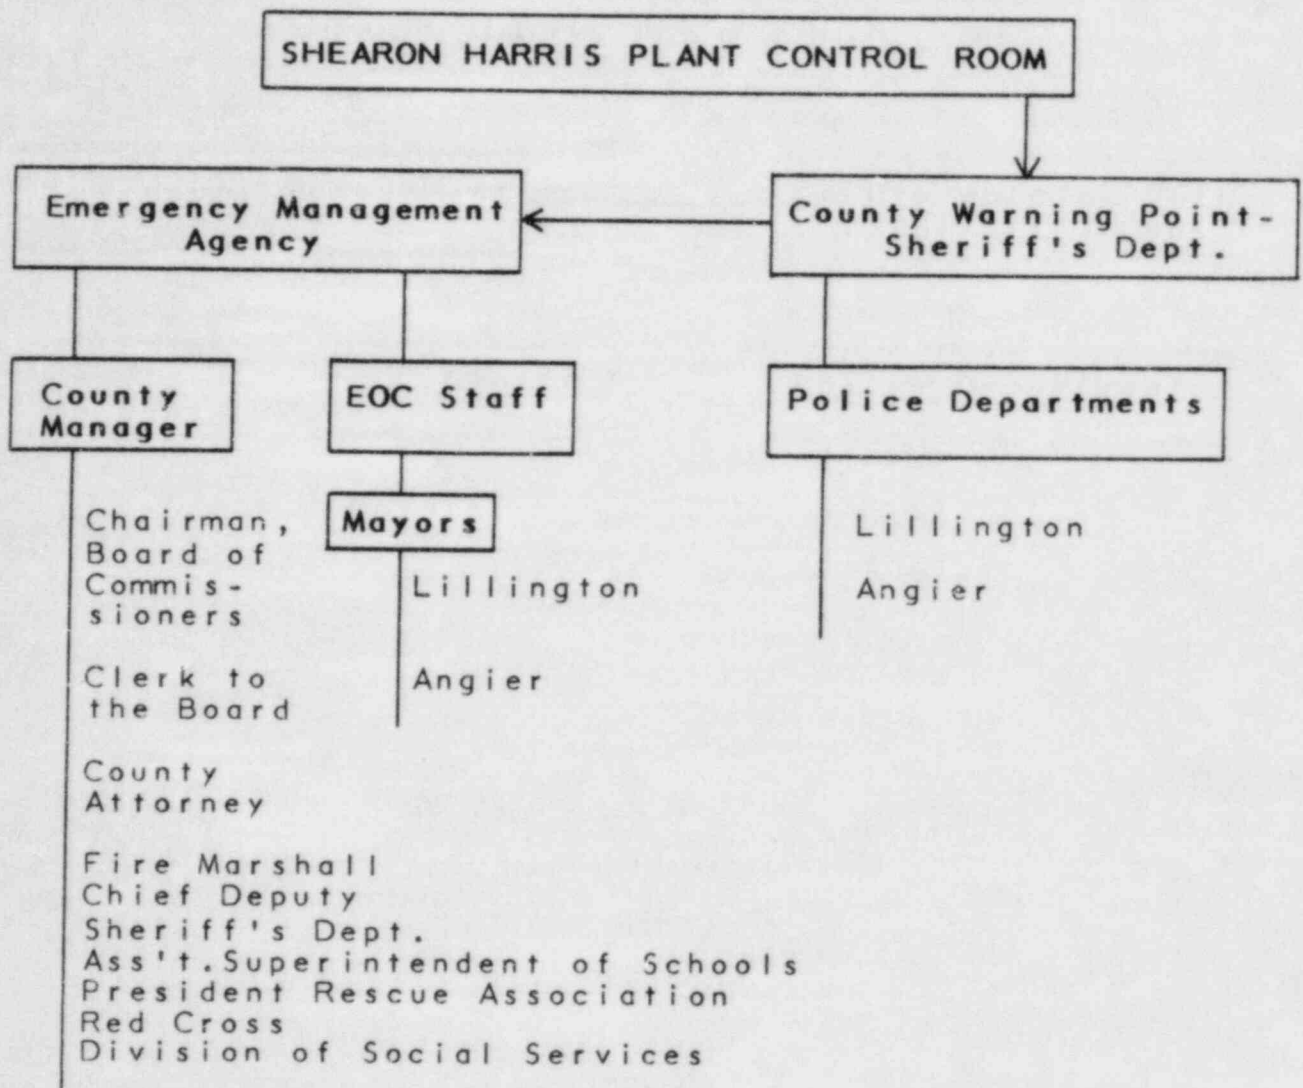 SHEARON HARRIS PLANT CONTROL ROOM
Emergency Management
Agency
County Warning Point-
Sheriff's Dept.
County
Manager
EOC Staff
Police Departments
Chairman,
Board of
Commis-
sioners
Clerk to
the Board
County
Attorney
Fire Marshall
Chief Deputy
Sheriff's Dept.
Ass't.Superintendent of Schools
President Rescue Association
Red Cross
Division of Social Services
Mayors
Lillington
Angier
Lillington
Angier